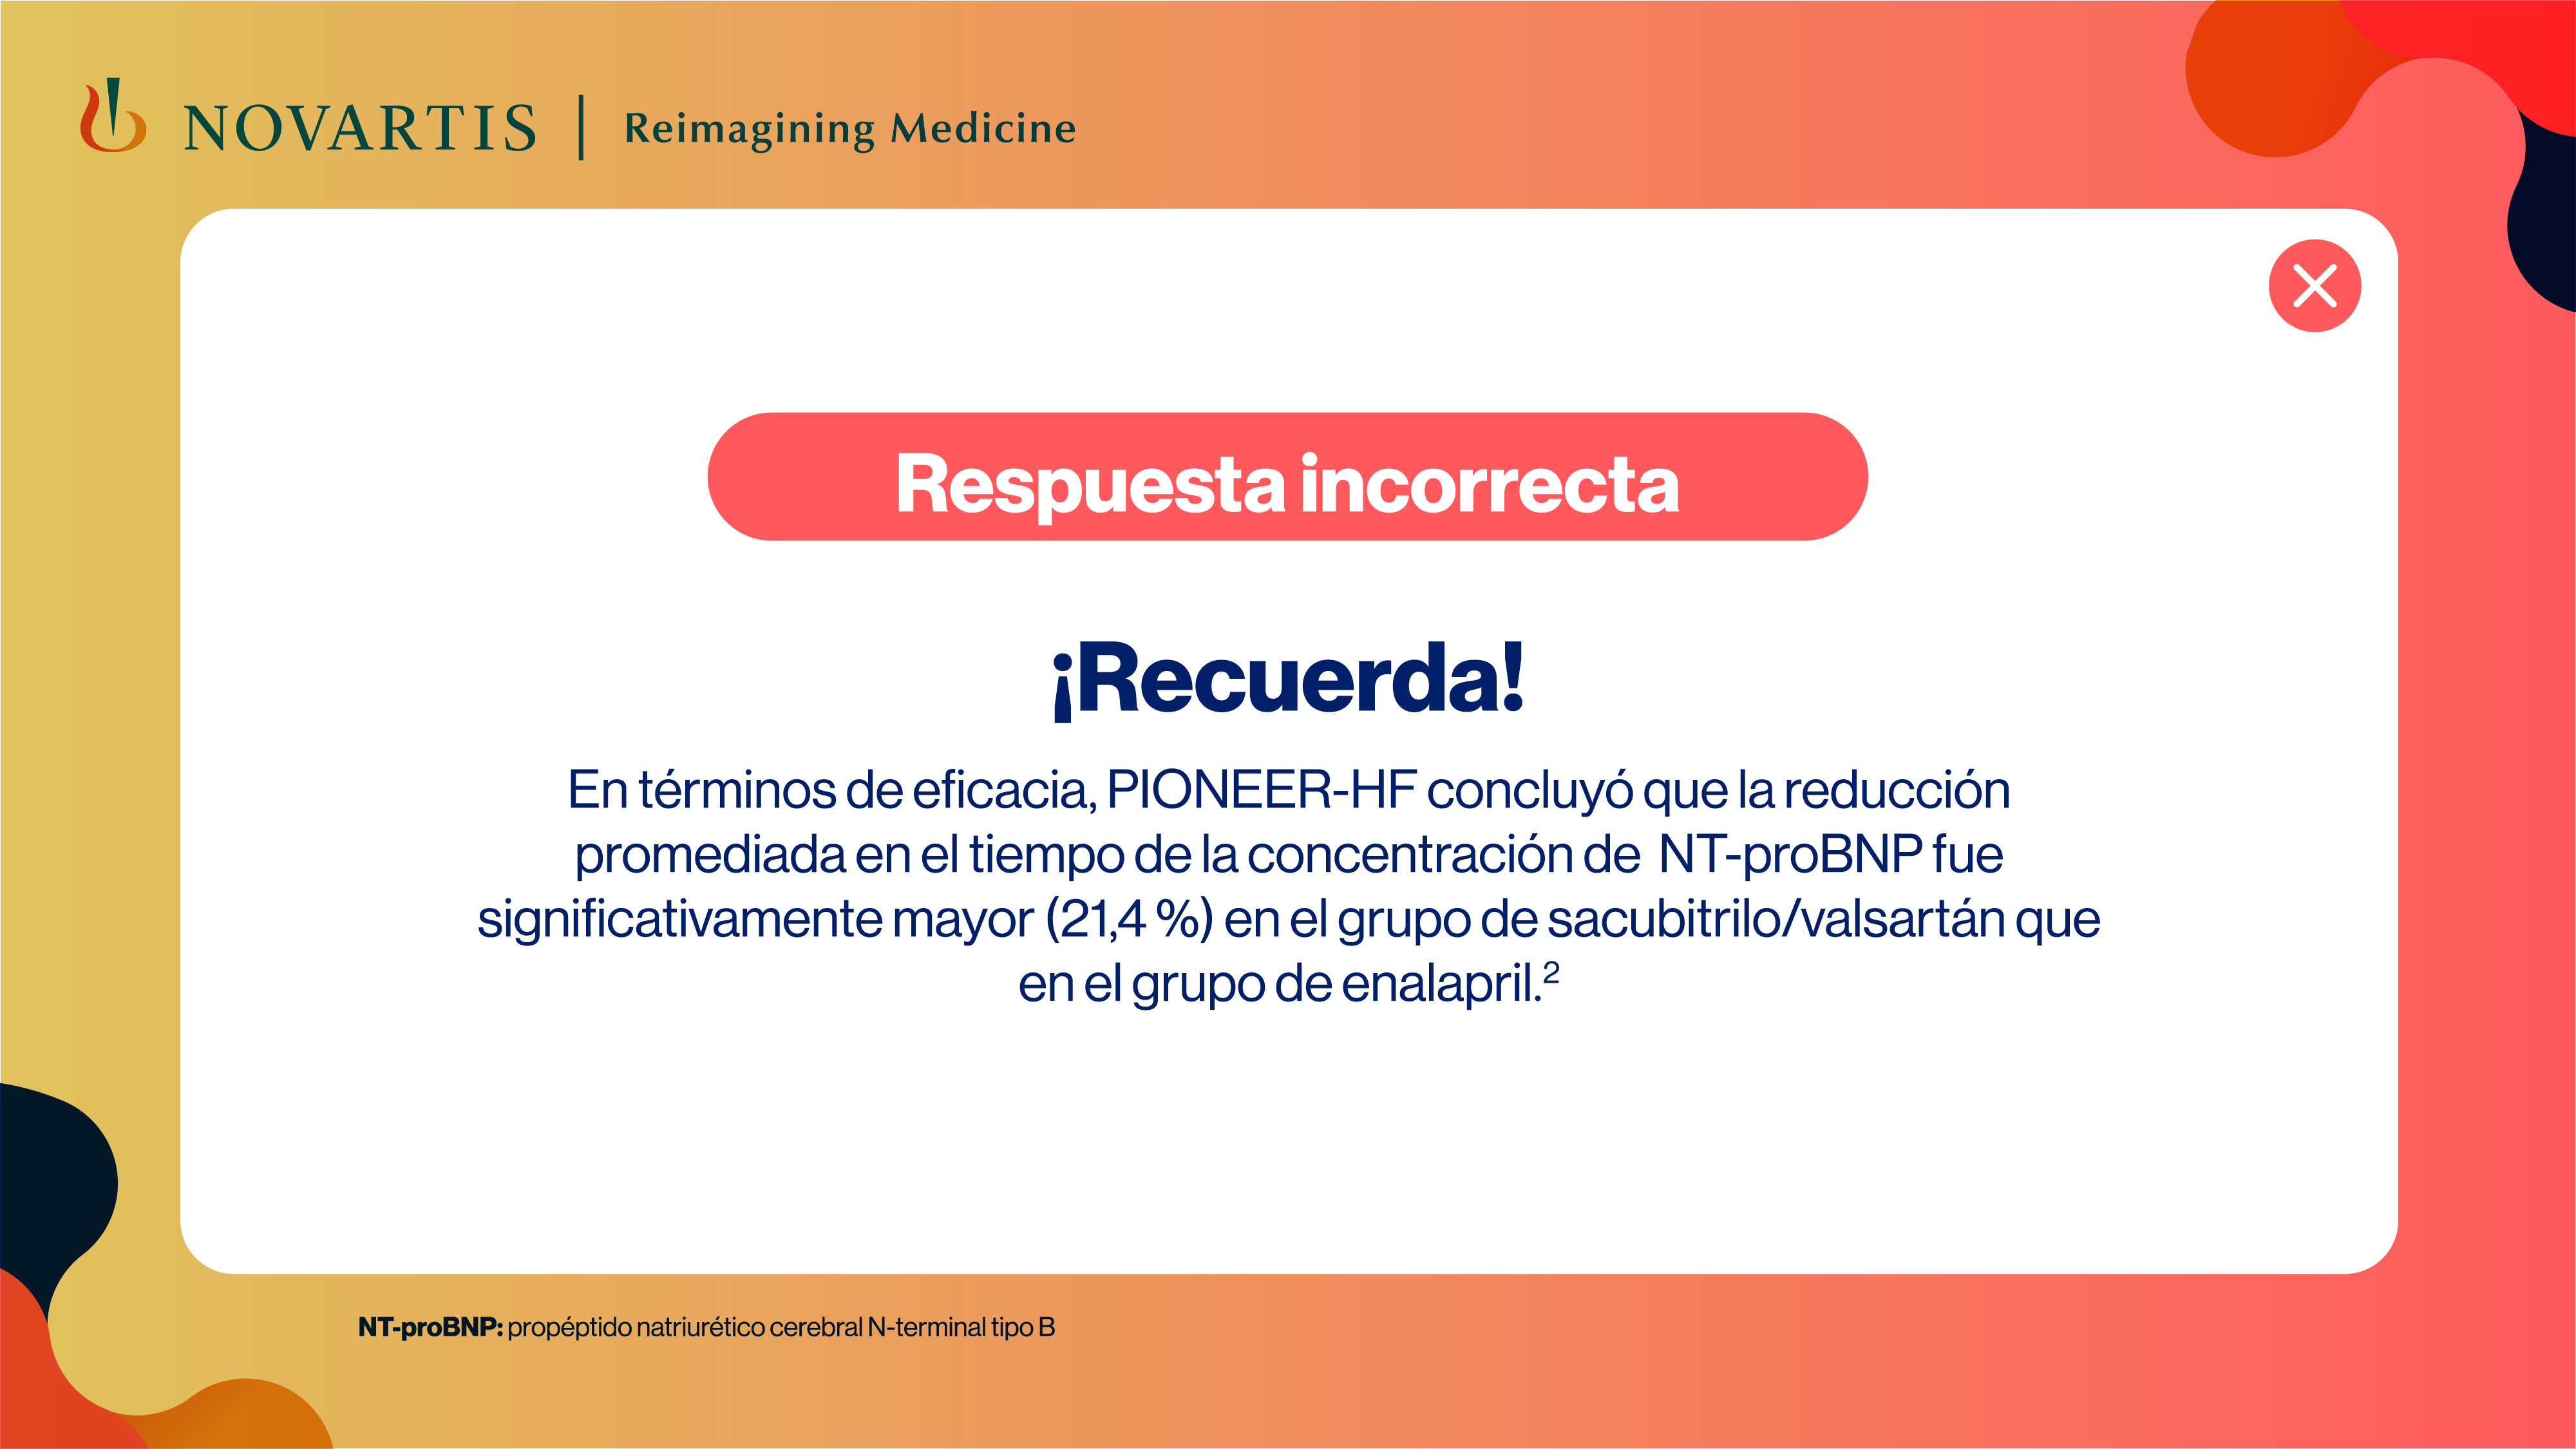 NOVARTIS | Reimagining Medicine
Respuesta incorrecta
¡Recuerda!
En términos de eficacia, PIONEER-HF concluyó que la reducción
promediada en el tiempo de la concentración de NT-proBNP fue
significativamente mayor (21,4 %) en el grupo de sacubitrilo/valsartán que
en el grupo de enalapril.²
NT-proBNP: propéptido natriurético cerebral N-terminal tipo B